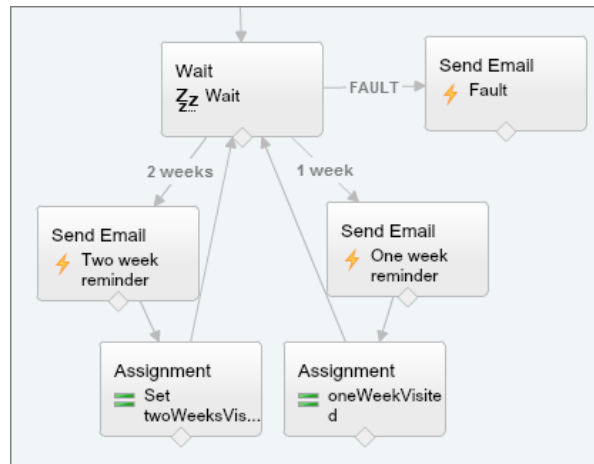 Wait
Zzz... Wait
FAULT
Send Email
Fault
2 weeks
1 week
Send Email
Two week
reminder
Send Email
One week
reminder
Assignment
Set
twoWeeksVis...
Assignment
oneWeekVisite
d